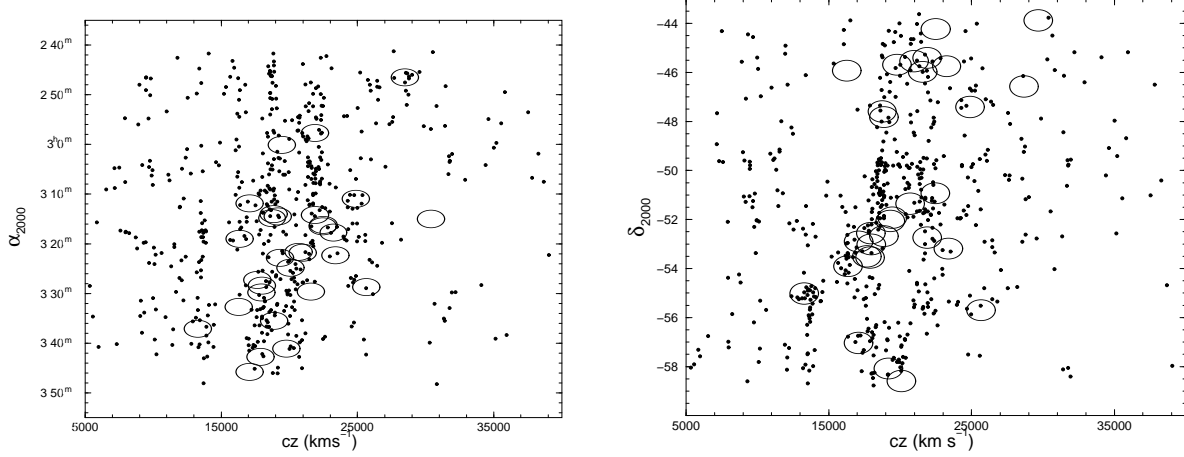 2 40ᵐ
2 50ᵐ
3ʰ0ᵐ
3 10ᵐ
3 20ᵐ
3 30ᵐ
3 40ᵐ
3 50ᵐ
α2000
5000 15000 25000 35000
cz (kms⁻¹)
−44
−46
−48
−50
−52
−54
−56
−58
δ2000
5000 15000 25000 35000
cz (km s⁻¹)